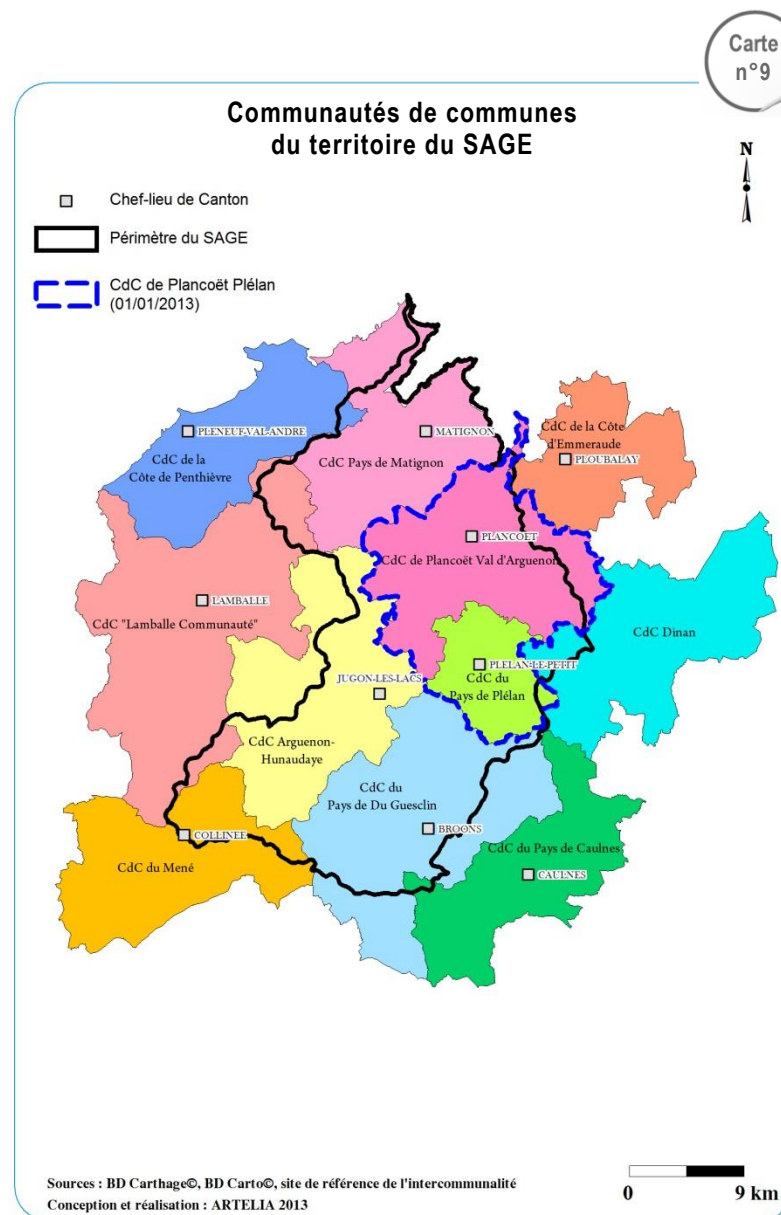 Carte
n°9
Communautés de communes
du territoire du SAGE
N
Chef-lieu de Canton
Périmètre du SAGE
CdC de Plancoët Plélan
(01/01/2013)
PLENEUF-VAL-ANDRE
CdC de la
Côte de Penthièvre
MATIGNON
CdC Pays de Matignon
CdC de la Côte
d'Emmeraude
PLOUBALAY
PLANCOET
CdC de Plancoët Val d'Arguenon
LAMBALLE
CdC "Lamballe Communauté"
CdC Dinan
PLELAN-LE-PETIT
CdC du
Pays de Plélan
JUGON-LES-LACS
CdC Arguenon-
Hunaudaye
CdC du
Pays de Du Guesclin
BROONS
COLLINEE
CdC du Mené
CdC du Pays de Caulnes
CAULNES
Sources : BD Carthage©, BD Carto©, site de référence de l'intercommunalité
Conception et réalisation : ARTELIA 2013
0 9 km